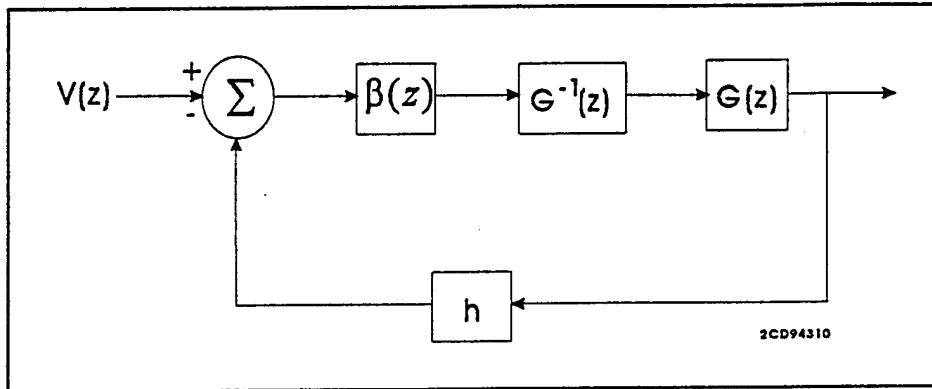 V(z)
+
-
Σ
β(z)
G⁻¹(z)
G(z)
h
2CD94310